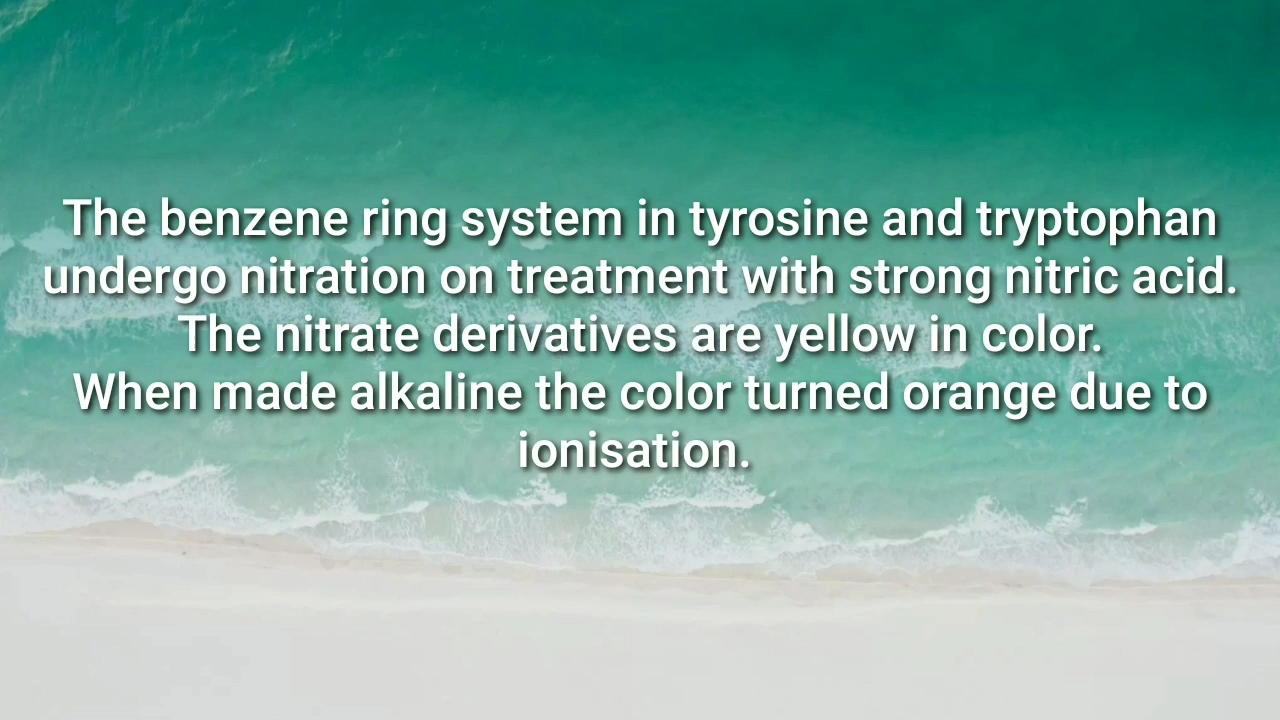 The benzene ring system in tyrosine and tryptophan
undergo nitration on treatment with strong nitric acid.
The nitrate derivatives are yellow in color.
When made alkaline the color turned orange due to
ionisation.